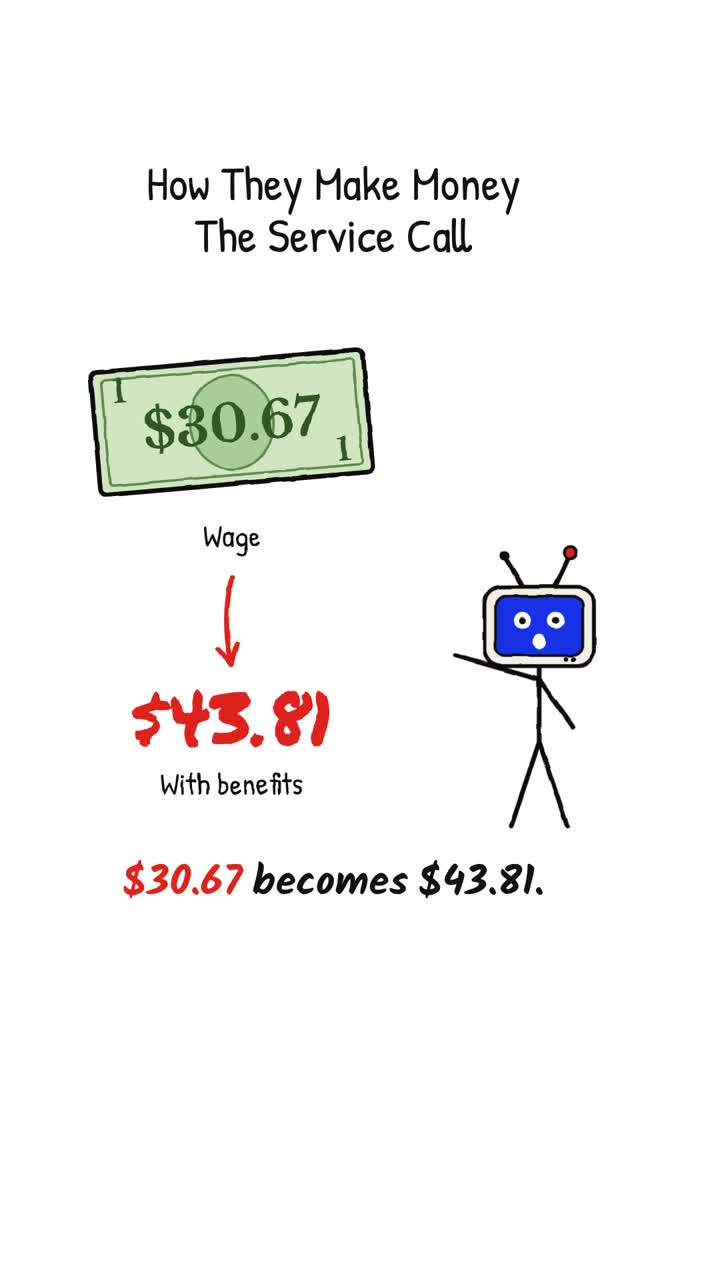 How They Make Money
The Service Call
1
$30.67
1
Wage
$43.81
With benefits
$30.67 becomes $43.81.